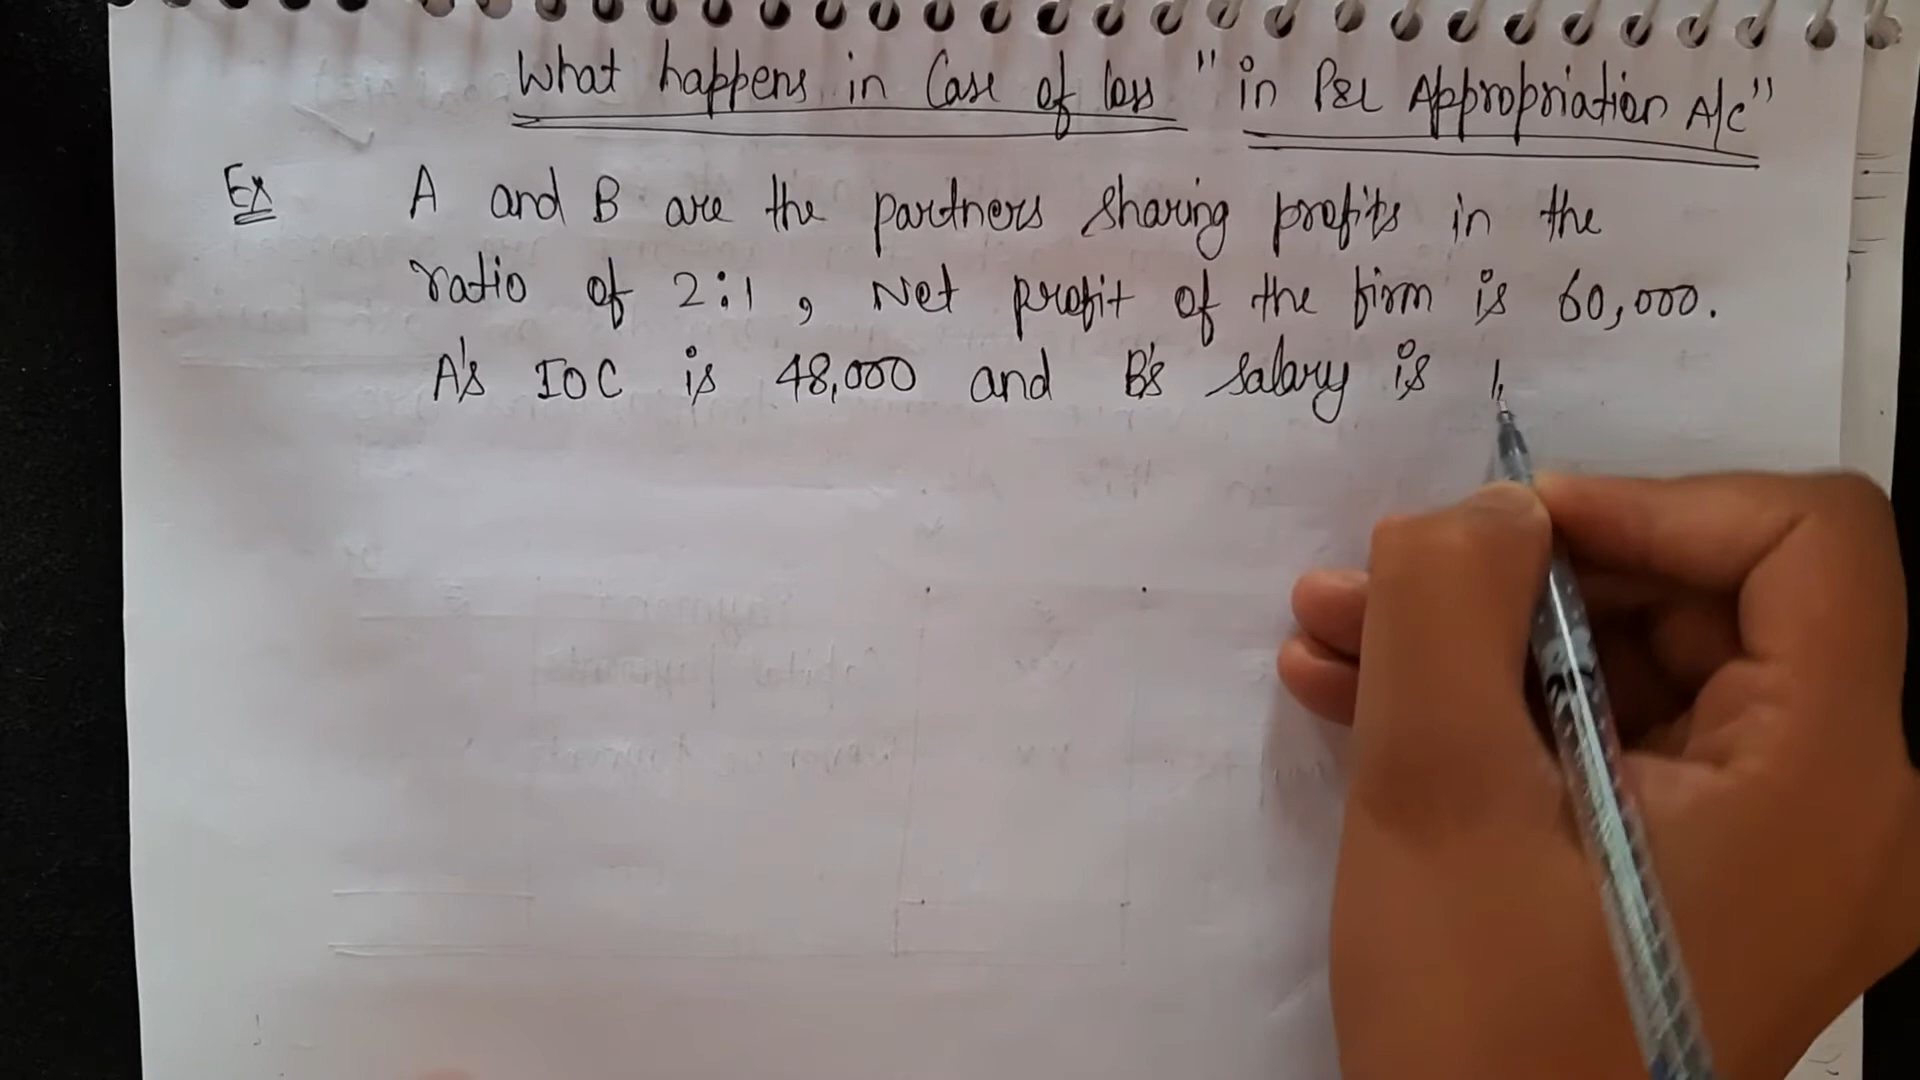 What happens in Case of loss "in P&L Appropriation A/c"
Ex A and B are the partners sharing profits in the
ratio of 2:1, Net profit of the firm is 60,000.
A's IOC is 48,000 and B's salary is 1,